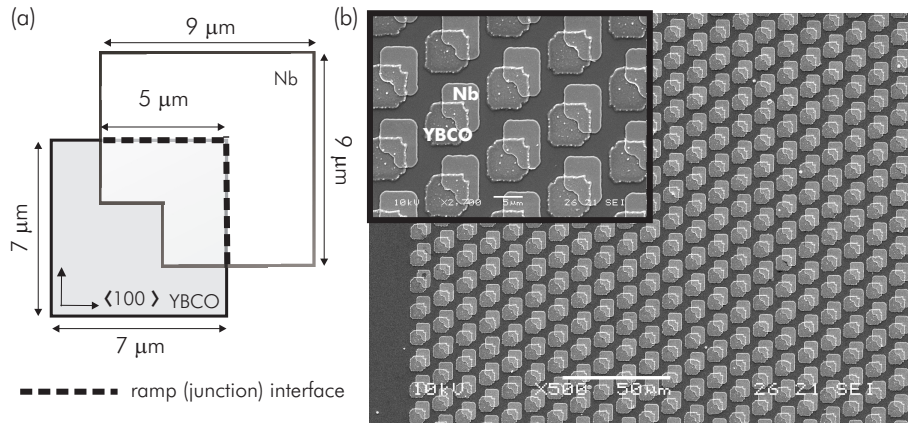 (a)
9 μm
Nb
5 μm
9 μm
7 μm
⟨100⟩ YBCO
7 μm
ramp (junction) interface
(b)
Nb
YBCO
10kV X2,700 5μm 26 21 SEI
10kV X500 50μm 26 21 SEI